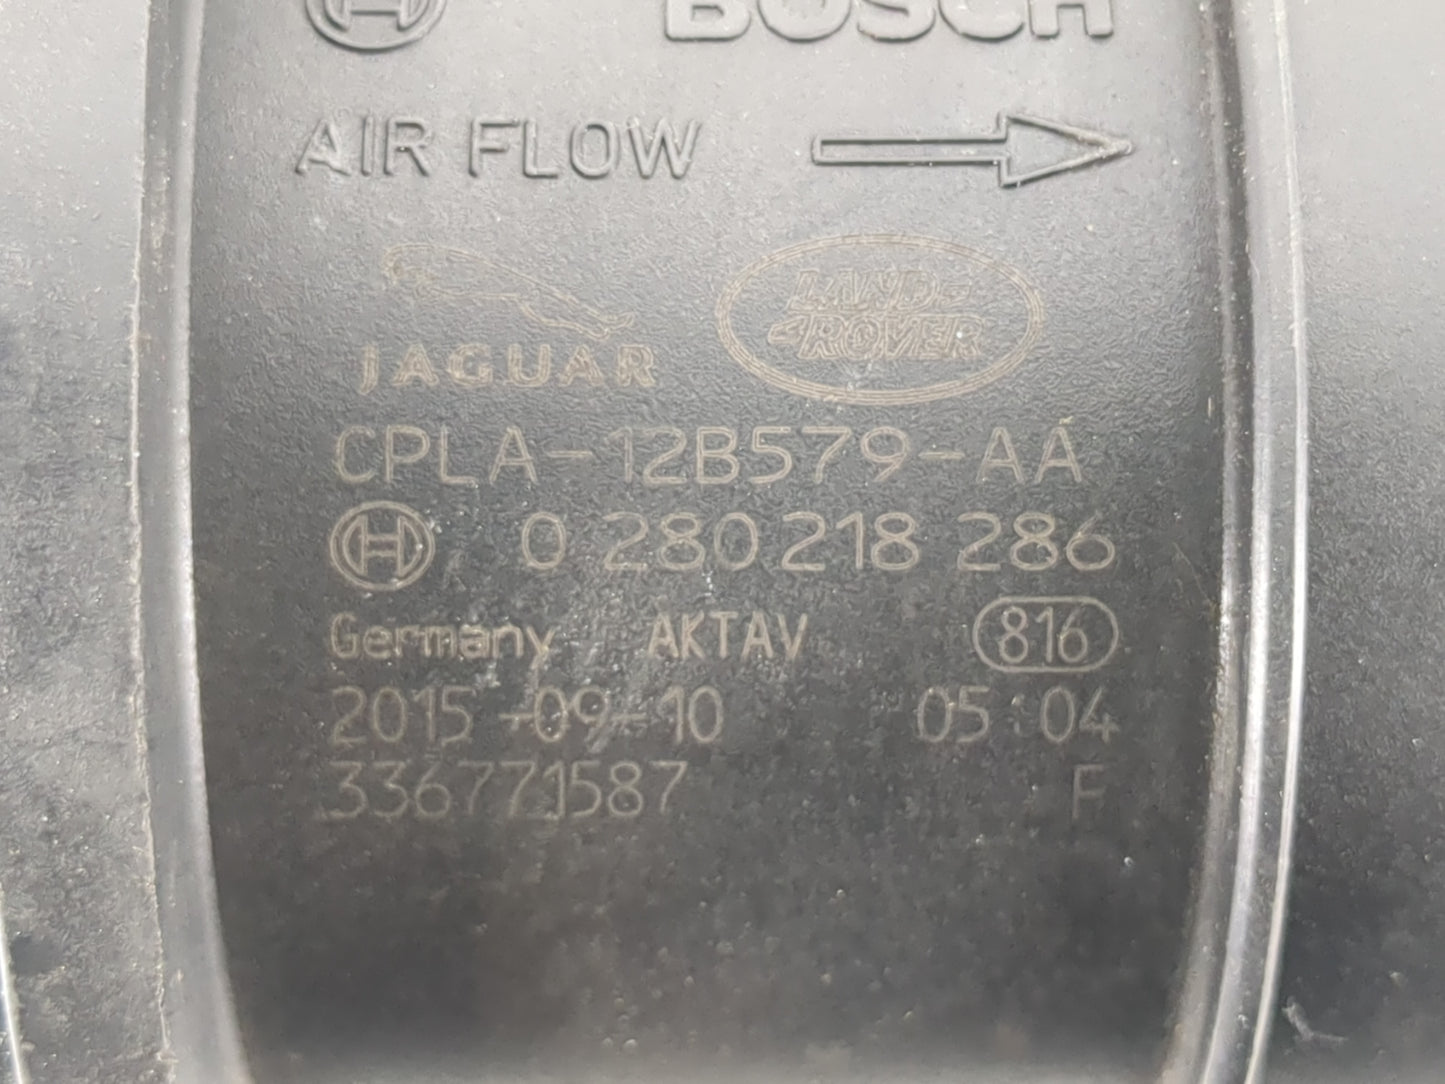 BOSCH
AIR FLOW
JAGUAR
LAND
ROVER
CPLA-12B579-AA
0 280 218 286
Germany AKTAV 816
2015-09-10 05:04
336771587 F